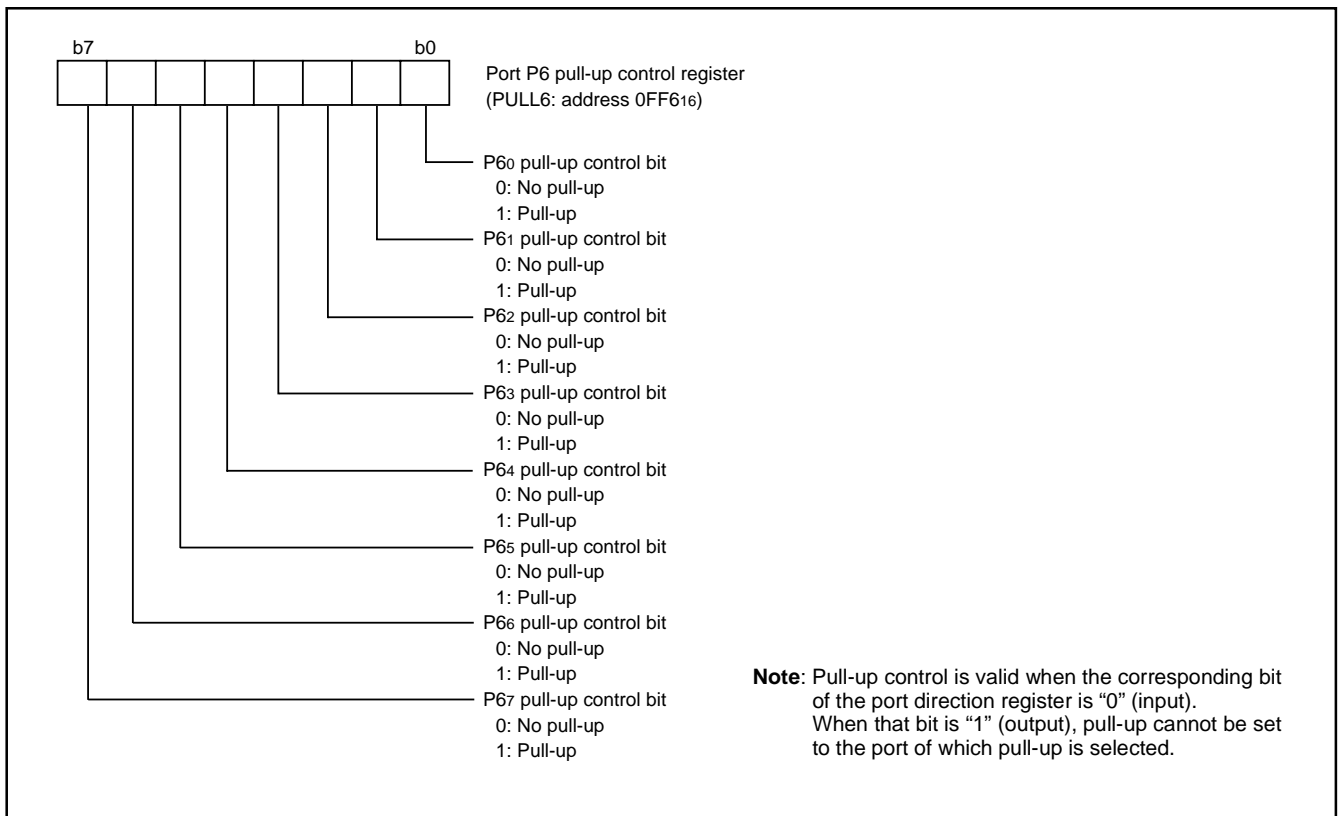 b7 b0
Port P6 pull-up control register
(PULL6: address 0FF616)
P60 pull-up control bit
0: No pull-up
1: Pull-up
P61 pull-up control bit
0: No pull-up
1: Pull-up
P62 pull-up control bit
0: No pull-up
1: Pull-up
P63 pull-up control bit
0: No pull-up
1: Pull-up
P64 pull-up control bit
0: No pull-up
1: Pull-up
P65 pull-up control bit
0: No pull-up
1: Pull-up
P66 pull-up control bit
0: No pull-up
1: Pull-up
P67 pull-up control bit
0: No pull-up
1: Pull-up
Note: Pull-up control is valid when the corresponding bit
of the port direction register is “0” (input).
When that bit is “1” (output), pull-up cannot be set
to the port of which pull-up is selected.